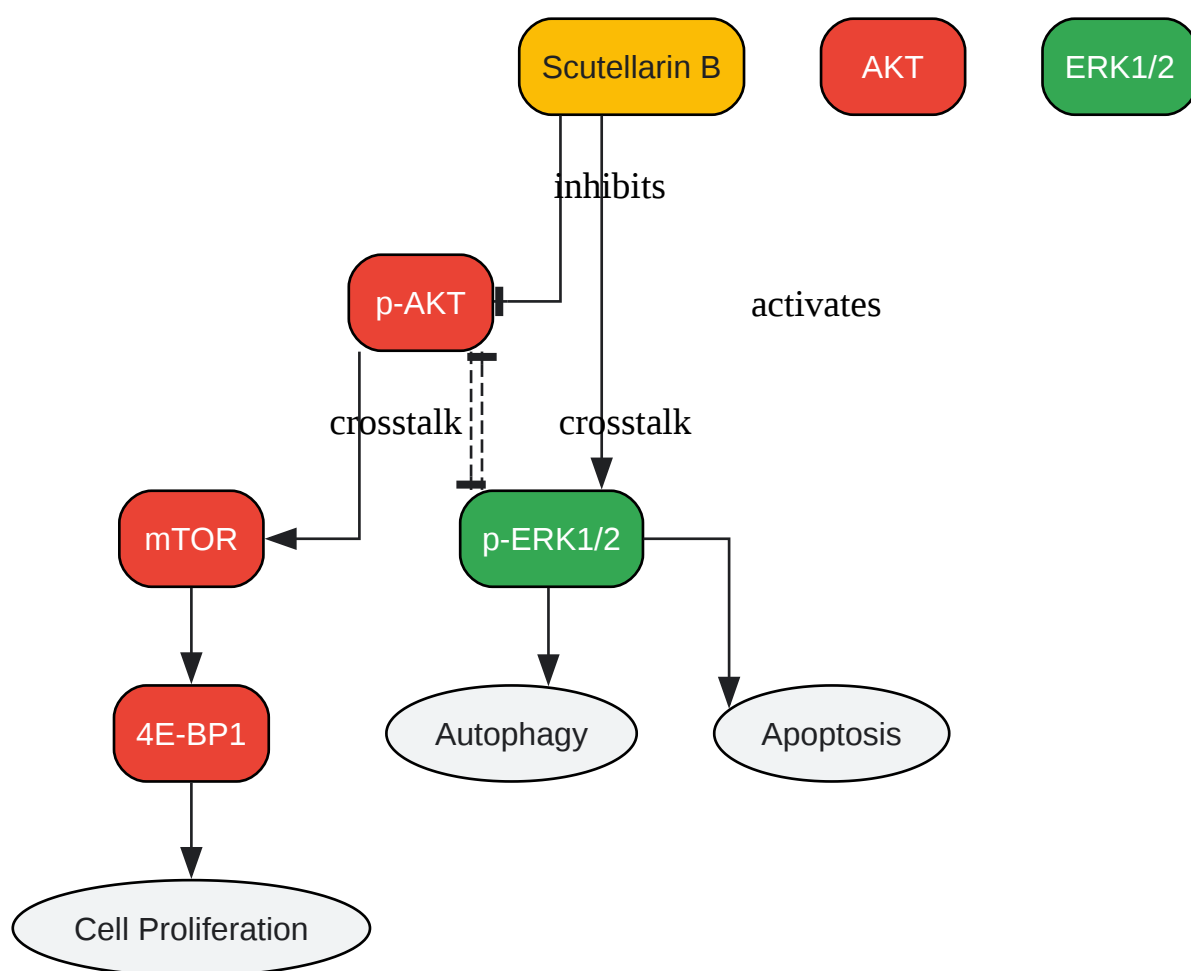 Scutellarin B
AKT
ERK1/2
inhibits
p-AKT
activates
crosstalk
crosstalk
mTOR
p-ERK1/2
4E-BP1
Autophagy
Apoptosis
Cell Proliferation